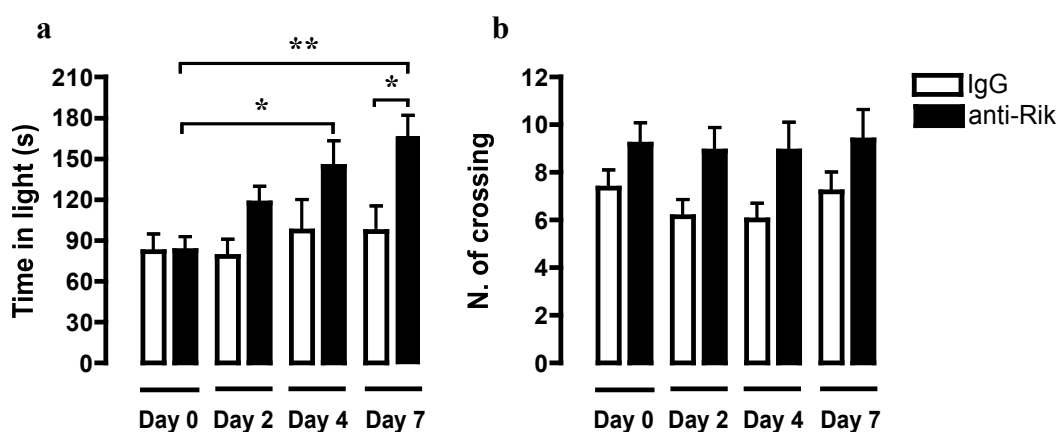 a
**
*
*
210
180
150
120
90
60
30
0
Time in light (s)
Day 0 Day 2 Day 4 Day 7
b
12
10
8
6
4
2
0
N. of crossing
Day 0 Day 2 Day 4 Day 7
IgG
anti-Rik